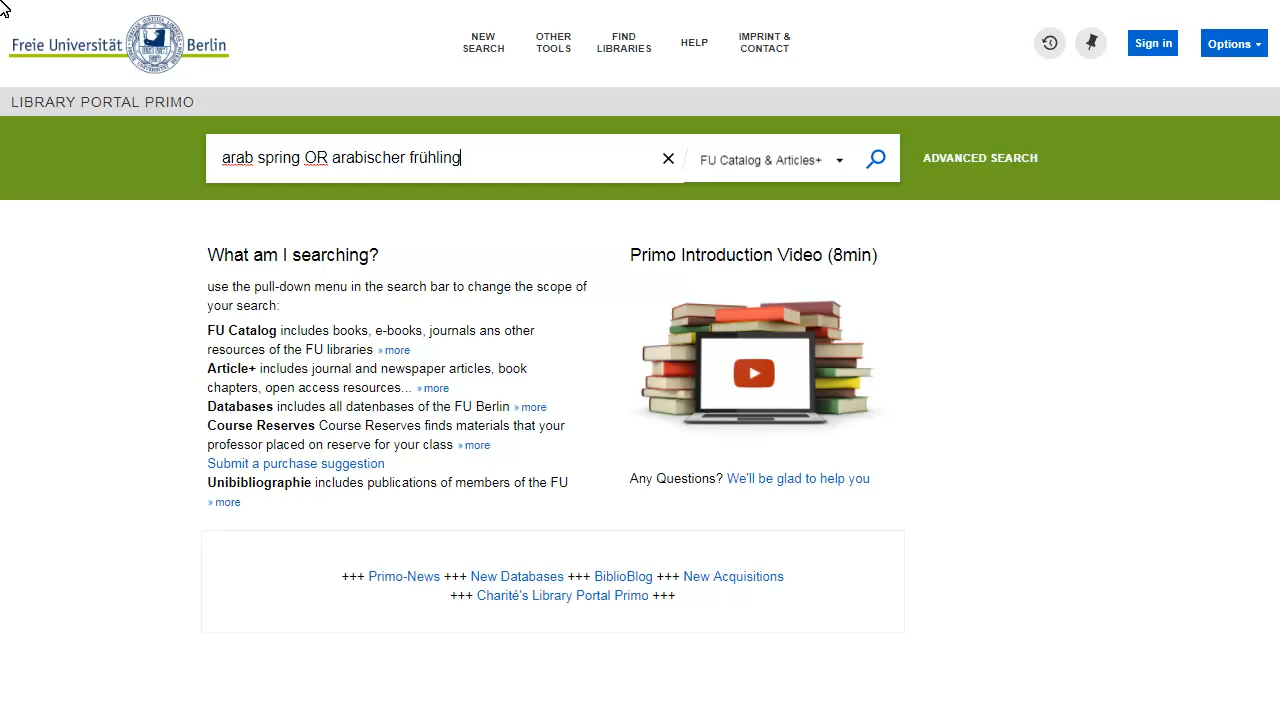 Freie Universität Berlin
NEW SEARCH
OTHER TOOLS
FIND LIBRARIES
HELP
IMPRINT & CONTACT
Sign in
Options
LIBRARY PORTAL PRIMO
arab spring OR arabischer frühling
FU Catalog & Articles+
ADVANCED SEARCH
What am I searching?
use the pull-down menu in the search bar to change the scope of
your search:
FU Catalog includes books, e-books, journals ans other
resources of the FU libraries » more
Article+ includes journal and newspaper articles, book
chapters, open access resources... » more
Databases includes all datenbases of the FU Berlin » more
Course Reserves Course Reserves finds materials that your
professor placed on reserve for your class » more
Submit a purchase suggestion
Unibibliographie includes publications of members of the FU
» more
Primo Introduction Video (8min)
Any Questions? We'll be glad to help you
+++ Primo-News +++ New Databases +++ BiblioBlog +++ New Acquisitions
+++ Charité's Library Portal Primo +++